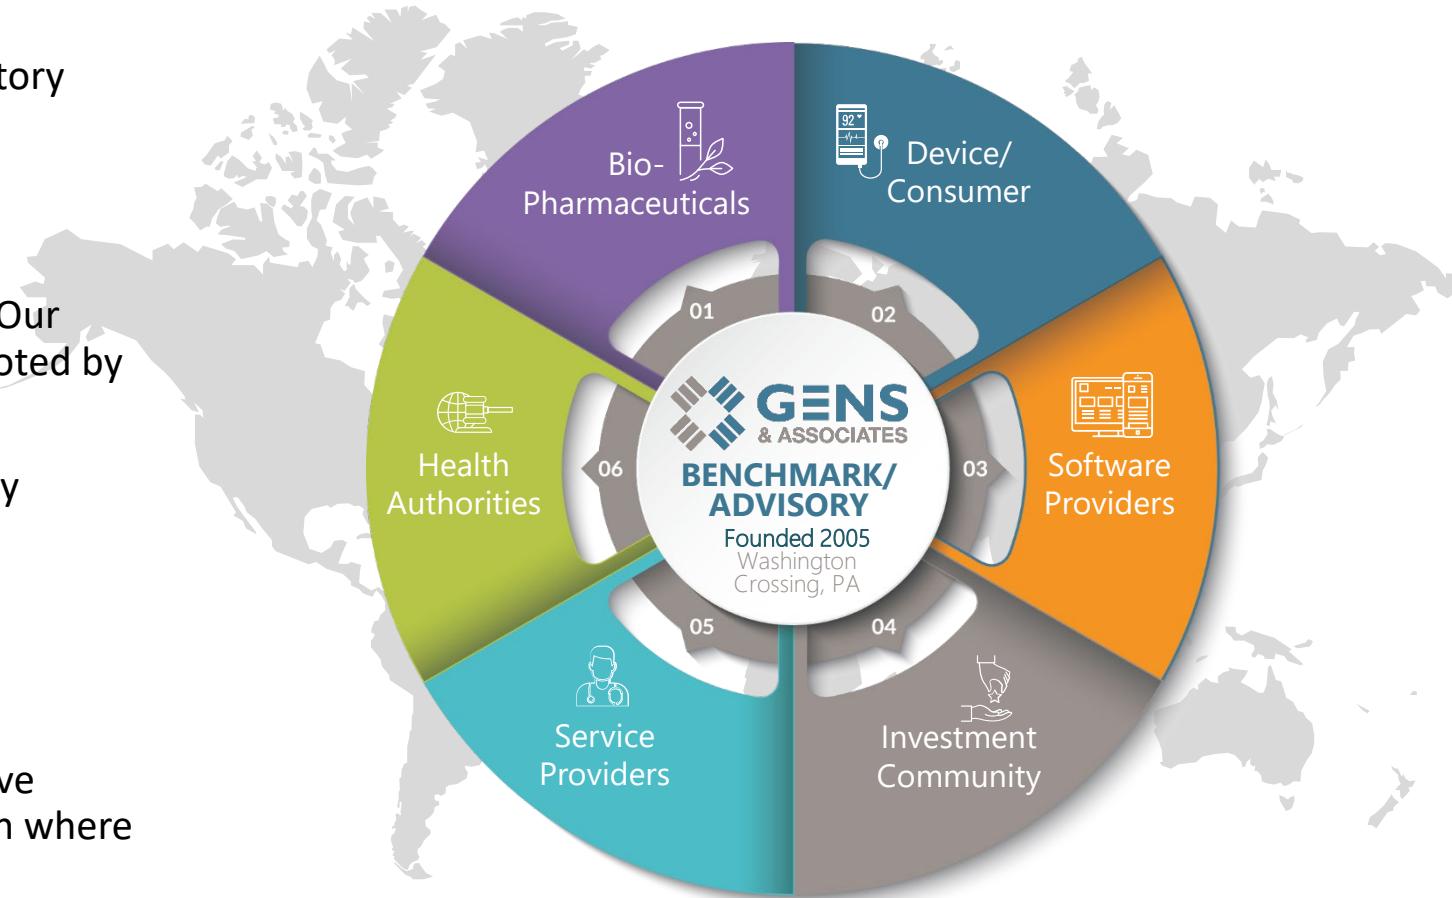 tory
Our
oted by
y
ve
n where
Bio-
Pharmaceuticals
92
Device/
Consumer
01
02
Health
Authorities
06
GENS
& ASSOCIATES
BENCHMARK/
ADVISORY
Founded 2005
Washington
Crossing, PA
03
Software
Providers
05
04
Service
Providers
Investment
Community